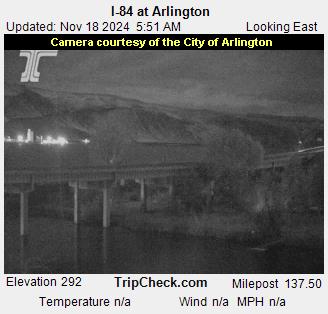 I-84 at Arlington
Updated: Nov 18 2024 5:51 AM Looking East
Camera courtesy of the City of Arlington
Elevation 292 TripCheck.com Milepost 137.50
Temperature n/a Wind n/a MPH n/a